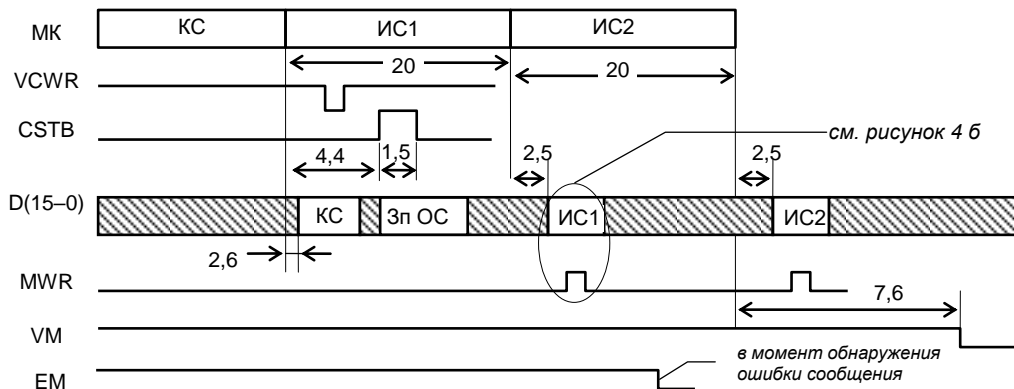 МК КС ИС1 ИС2
20 20
VCWR
CSTB
см. рисунок 4 б
4,4 1,5 2,5 2,5
D(15–0) КС Зп ОС ИС1 ИС2
2,6
MWR
7,6
VM
в момент обнаружения
ошибки сообщения
EM